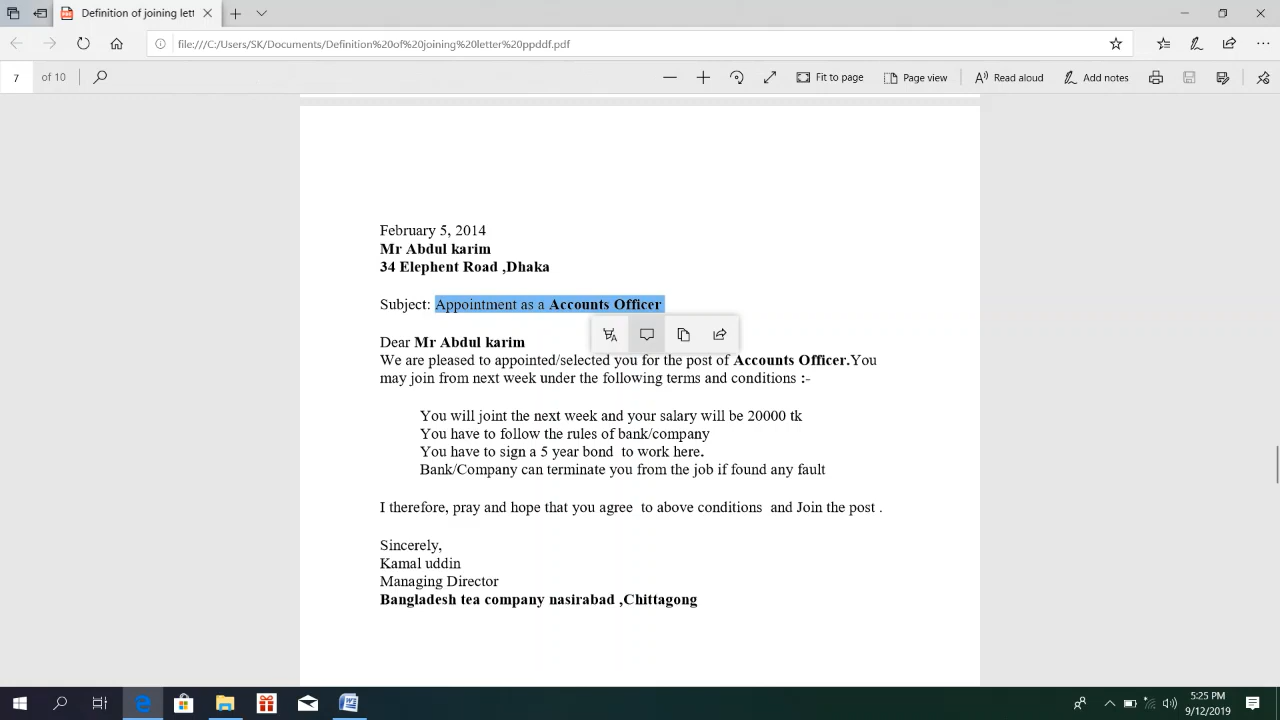 Definition of joining lett
file:///C:/Users/SK/Documents/Definition%20of%20joining%20letter%20ppddf.pdf
7 of 10 Fit to page Page view Read aloud Add notes
February 5, 2014
Mr Abdul karim
34 Elephent Road ,Dhaka
Subject: Appointment as a Accounts Officer
Dear Mr Abdul karim
We are pleased to appointed/selected you for the post of Accounts Officer.You
may join from next week under the following terms and conditions :-
You will joint the next week and your salary will be 20000 tk
You have to follow the rules of bank/company
You have to sign a 5 year bond  to work here.
Bank/Company can terminate you from the job if found any fault
I therefore, pray and hope that you agree  to above conditions  and Join the post .
Sincerely,
Kamal uddin
Managing Director
Bangladesh tea company nasirabad ,Chittagong
5:25 PM
9/12/2019